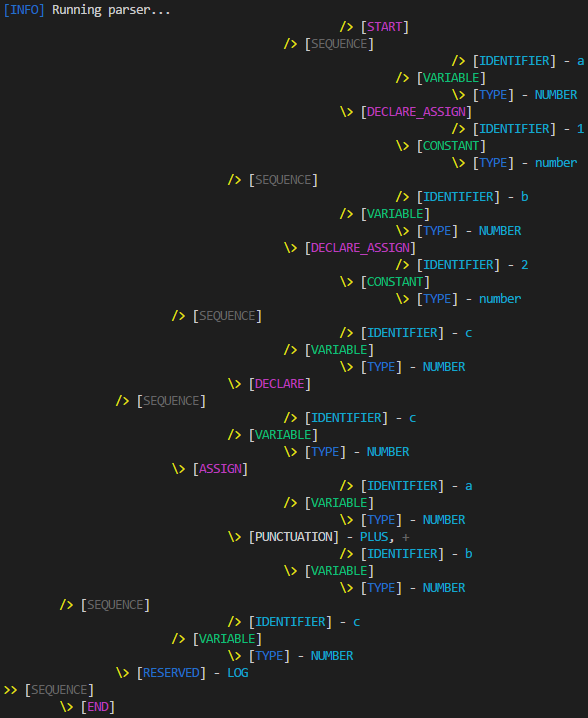 [INFO] Running parser...
/> [START]
/> [SEQUENCE]
/> [IDENTIFIER] - a
/> [VARIABLE]
\> [TYPE] - NUMBER
\> [DECLARE_ASSIGN]
/> [IDENTIFIER] - 1
\> [CONSTANT]
\> [TYPE] - number
/> [SEQUENCE]
/> [IDENTIFIER] - b
/> [VARIABLE]
\> [TYPE] - NUMBER
\> [DECLARE_ASSIGN]
/> [IDENTIFIER] - 2
\> [CONSTANT]
\> [TYPE] - number
/> [SEQUENCE]
/> [IDENTIFIER] - c
/> [VARIABLE]
\> [TYPE] - NUMBER
\> [DECLARE]
/> [SEQUENCE]
/> [IDENTIFIER] - c
/> [VARIABLE]
\> [TYPE] - NUMBER
\> [ASSIGN]
/> [IDENTIFIER] - a
/> [VARIABLE]
\> [TYPE] - NUMBER
\> [PUNCTUATION] - PLUS, +
/> [IDENTIFIER] - b
\> [VARIABLE]
\> [TYPE] - NUMBER
/> [SEQUENCE]
/> [IDENTIFIER] - c
/> [VARIABLE]
\> [TYPE] - NUMBER
\> [RESERVED] - LOG
>> [SEQUENCE]
\> [END]